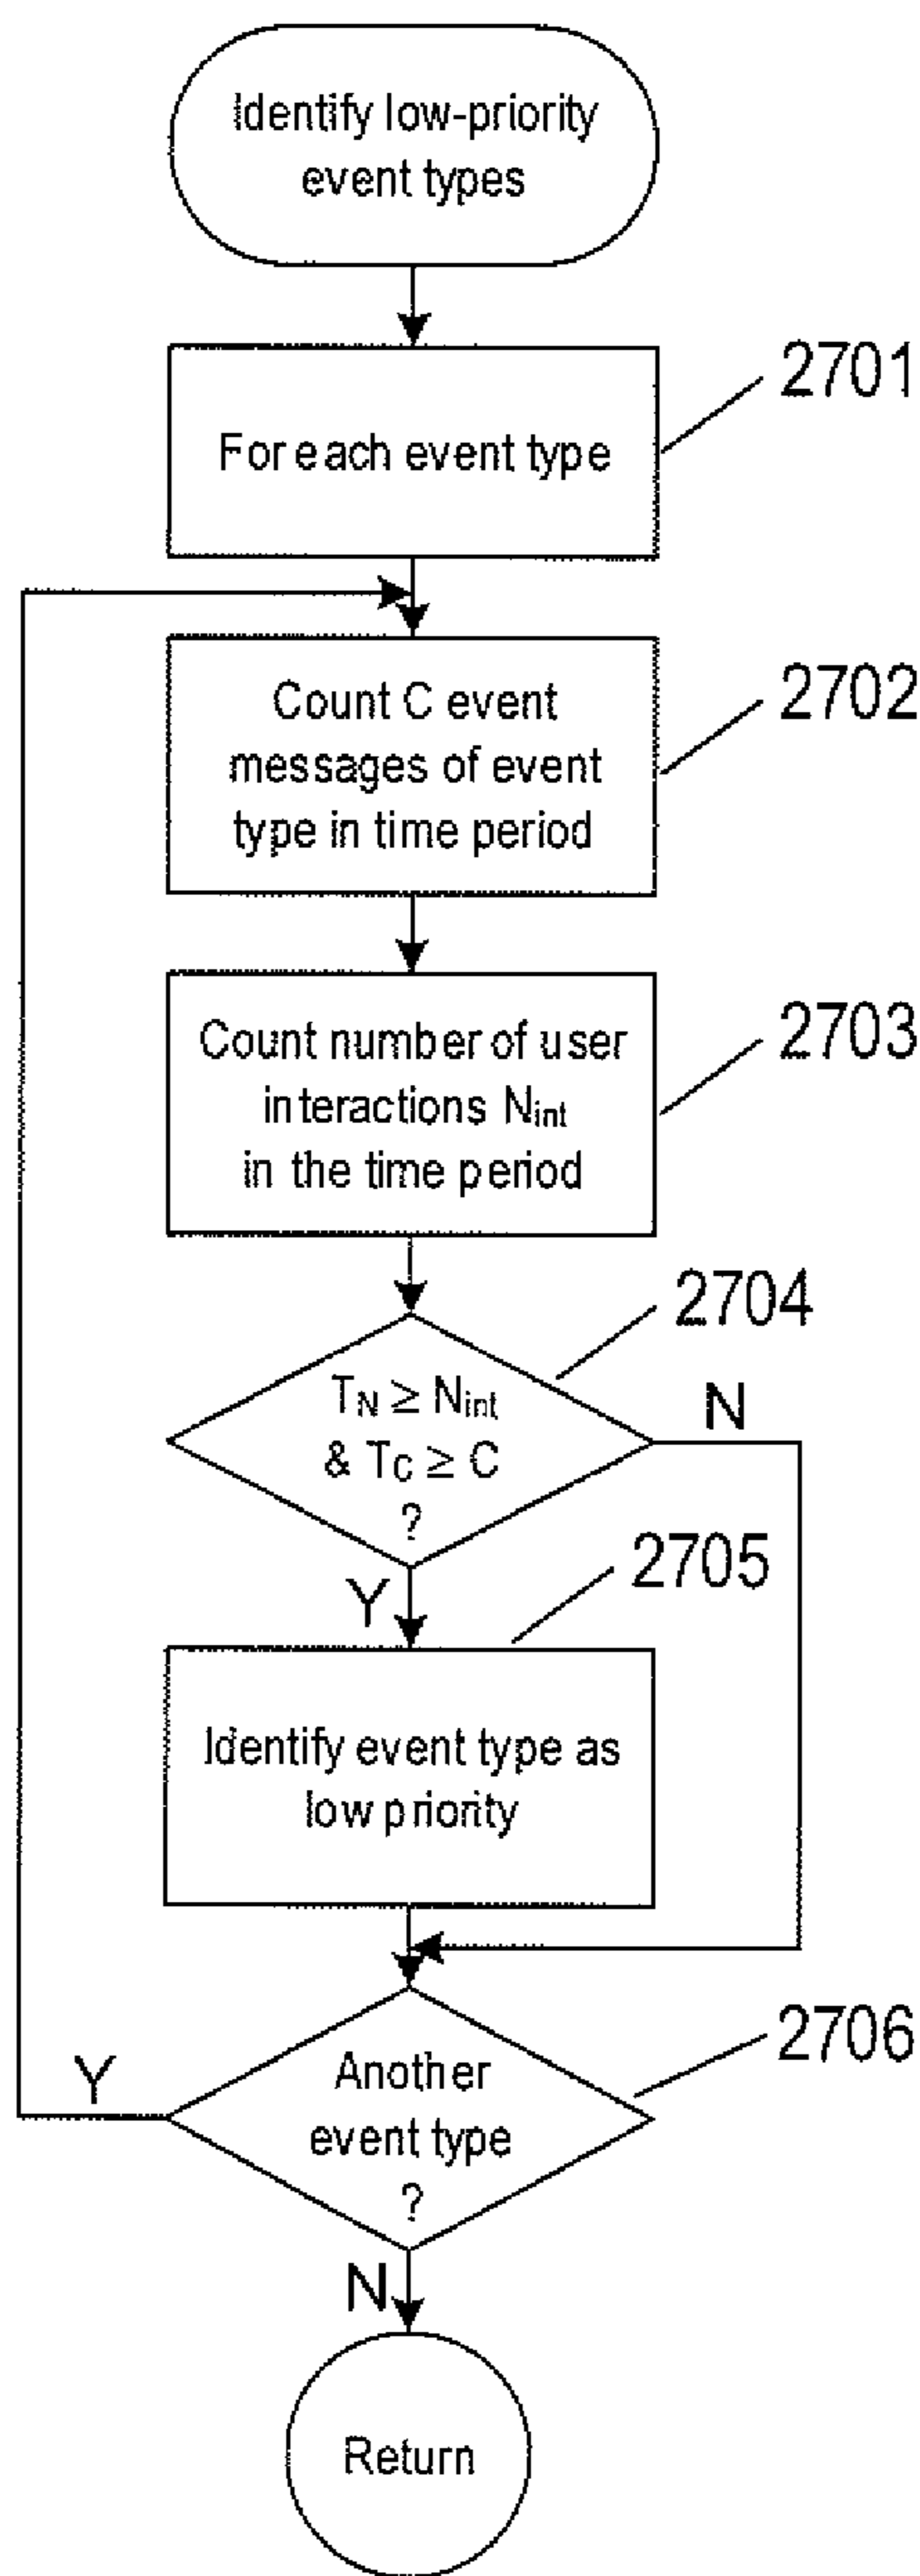 Identify low-priority
event types
2701
For each event type
2702
Count C event
messages of event
type in time period
2703
Count number of user
interactions Nint
in the time period
2704
TN ≥ Nint
& TC ≥ C
?
N
Y
2705
Identify event type as
low priority
2706
Another
event type
?
Y
N
Return